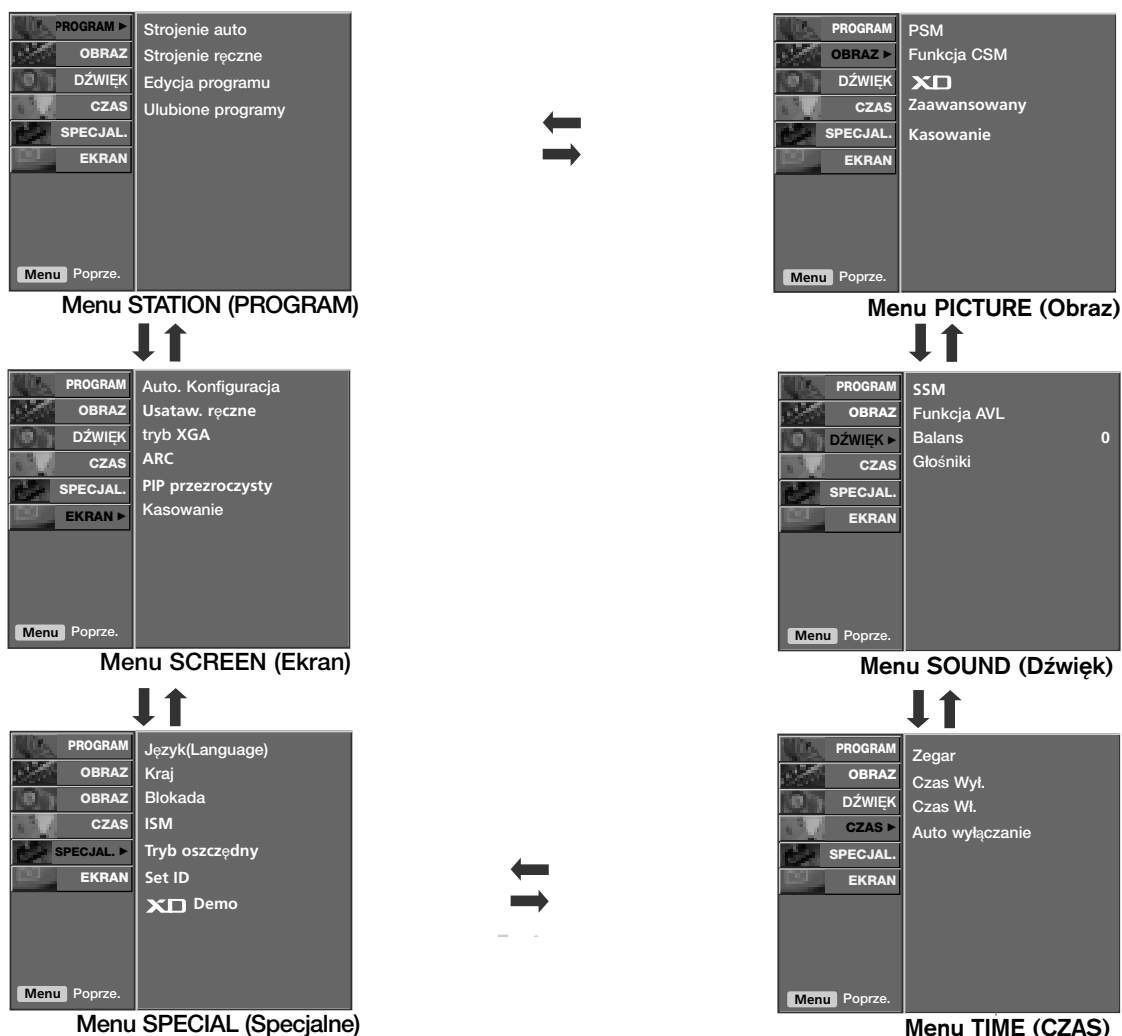 PROGRAM ►
OBRAZ
DŹWIĘK
CZAS
SPECJAL.
EKRAN
Strojenie auto
Strojenie ręczne
Edycja programu
Ulubione programy
Menu Poprze.
Menu STATION (PROGRAM)
PROGRAM
OBRAZ ►
DŹWIĘK
CZAS
SPECJAL.
EKRAN
PSM
Funkcja CSM
XD
Zaawansowany
Kasowanie
Menu Poprze.
Menu PICTURE (Obraz)
PROGRAM
OBRAZ
DŹWIĘK
CZAS
SPECJAL.
EKRAN ►
Auto. Konfiguracja
Usataw. ręczne
tryb XGA
ARC
PIP przezroczysty
Kasowanie
Menu Poprze.
Menu SCREEN (Ekran)
PROGRAM
OBRAZ
DŹWIĘK ►
CZAS
SPECJAL.
EKRAN
SSM
Funkcja AVL
Balans 0
Głośniki
Menu Poprze.
Menu SOUND (Dźwięk)
PROGRAM
OBRAZ
OBRAZ
CZAS
SPECJAL. ►
EKRAN
Język(Language)
Kraj
Blokada
ISM
Tryb oszczędny
Set ID
XD Demo
Menu Poprze.
Menu SPECIAL (Specjalne)
PROGRAM
OBRAZ
DŹWIĘK
CZAS ►
SPECJAL.
EKRAN
Zegar
Czas Wył.
Czas Wł.
Auto wyłączanie
Menu Poprze.
Menu TIME (CZAS)